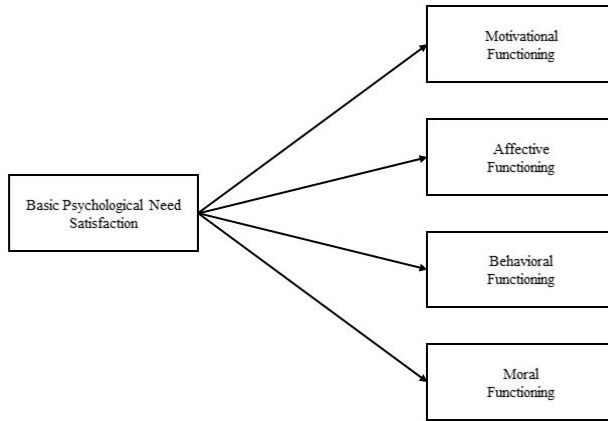 Motivational
Functioning
Affective
Functioning
Basic Psychological Need
Satisfaction
Behavioral
Functioning
Moral
Functioning